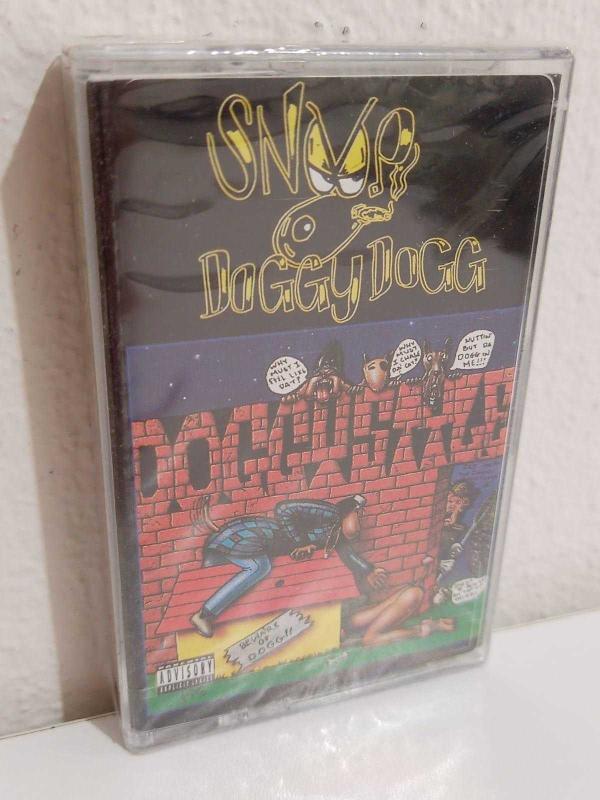 SNOOP
DOGGY DOGG
WHY
MUST I
FEEL LIKE
DAT?
WHY
MUST
I CHASE
DA CAT?
NUTTIN'
BUT DA
DOGG IN
ME!!!
DOGGYSTYLE
BEWARE
OF
DOGG!!
PARENTAL
ADVISORY
EXPLICIT LYRICS